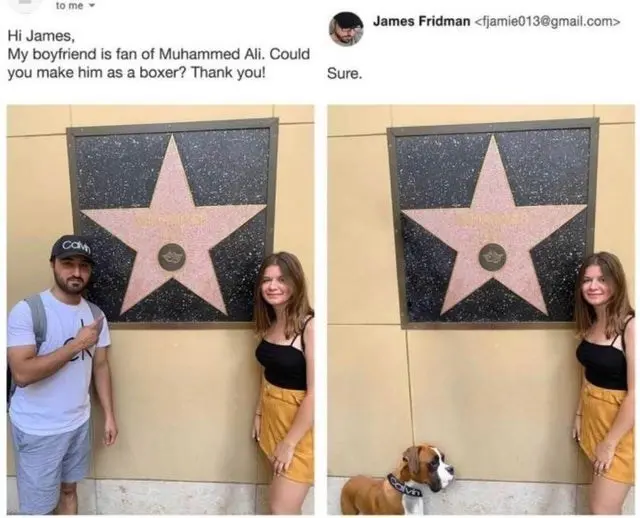 to me
Hi James,
My boyfriend is fan of Muhammed Ali. Could
you make him as a boxer? Thank you!
James Fridman <fjamie013@gmail.com>
Sure.
Calvin
CK
Calvin